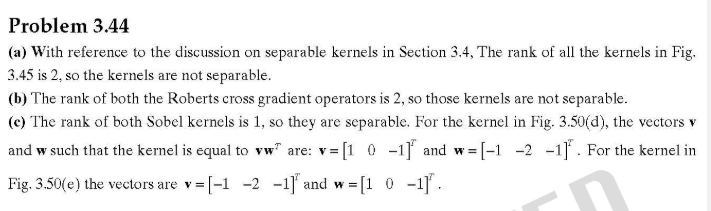 Problem 3.44
(a) With reference to the discussion on separable kernels in Section 3.4, The rank of all the kernels in Fig.
3.45 is 2, so the kernels are not separable.
(b) The rank of both the Roberts cross gradient operators is 2, so those kernels are not separable.
(c) The rank of both Sobel kernels is 1, so they are separable. For the kernel in Fig. 3.50(d), the vectors v
and w such that the kernel is equal to vwᵀ are: v = [1 0 −1]ᵀ and w = [−1 −2 −1]ᵀ. For the kernel in
Fig. 3.50(e) the vectors are v = [−1 −2 −1]ᵀ and w = [1 0 −1]ᵀ.